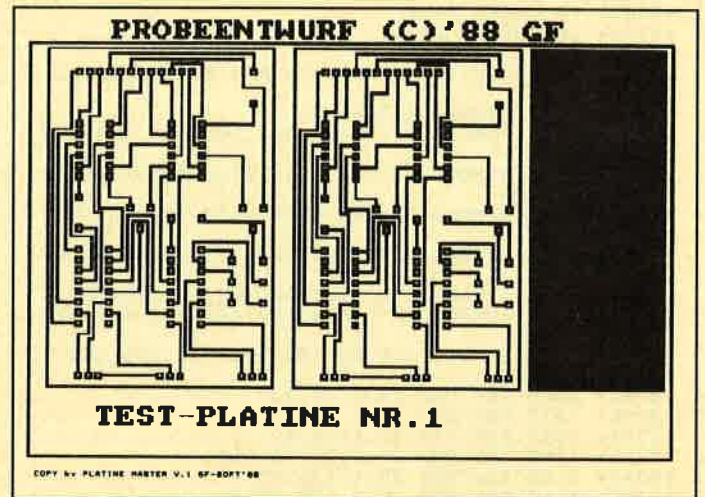 PROBEENTWURF (C)'88 GF
TEST-PLATINE NR.1
COPY by PLATINE MASTER V.1 GF-SOFT'88